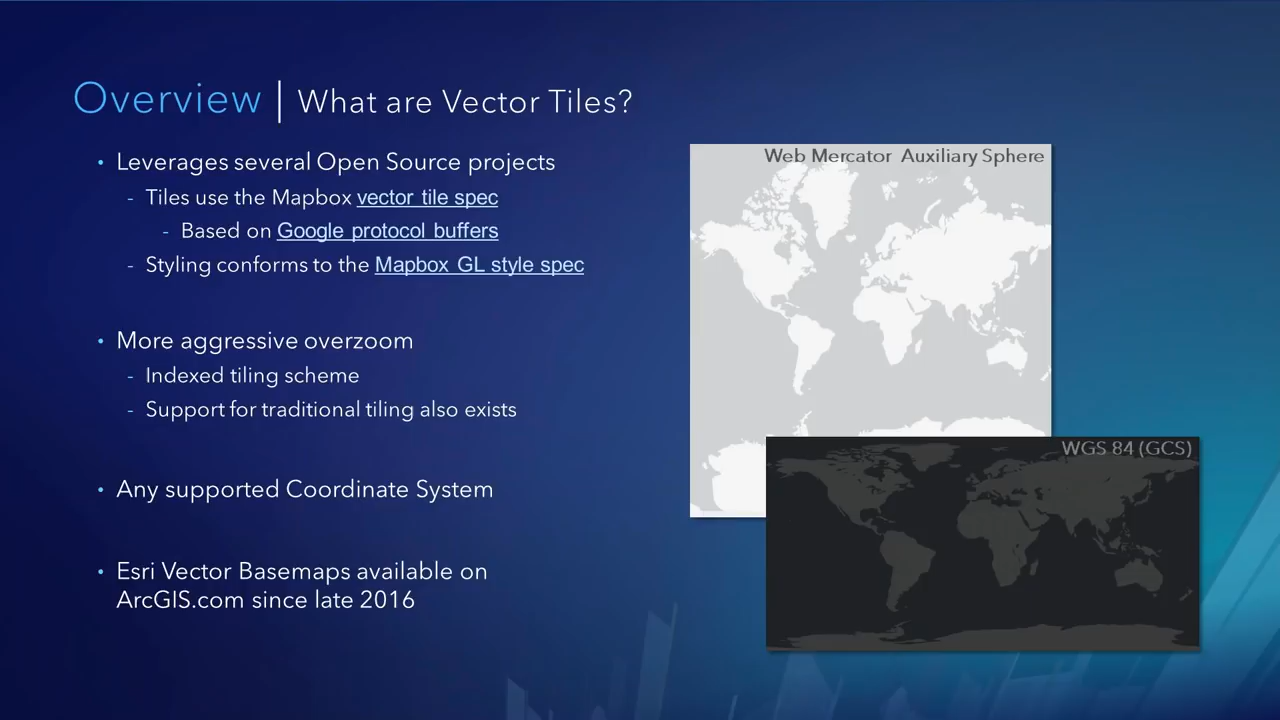 Overview | What are Vector Tiles?
• Leverages several Open Source projects
- Tiles use the Mapbox vector tile spec
- Based on Google protocol buffers
- Styling conforms to the Mapbox GL style spec
• More aggressive overzoom
- Indexed tiling scheme
- Support for traditional tiling also exists
• Any supported Coordinate System
• Esri Vector Basemaps available on
ArcGIS.com since late 2016
Web Mercator Auxiliary Sphere
WGS 84 (GCS)